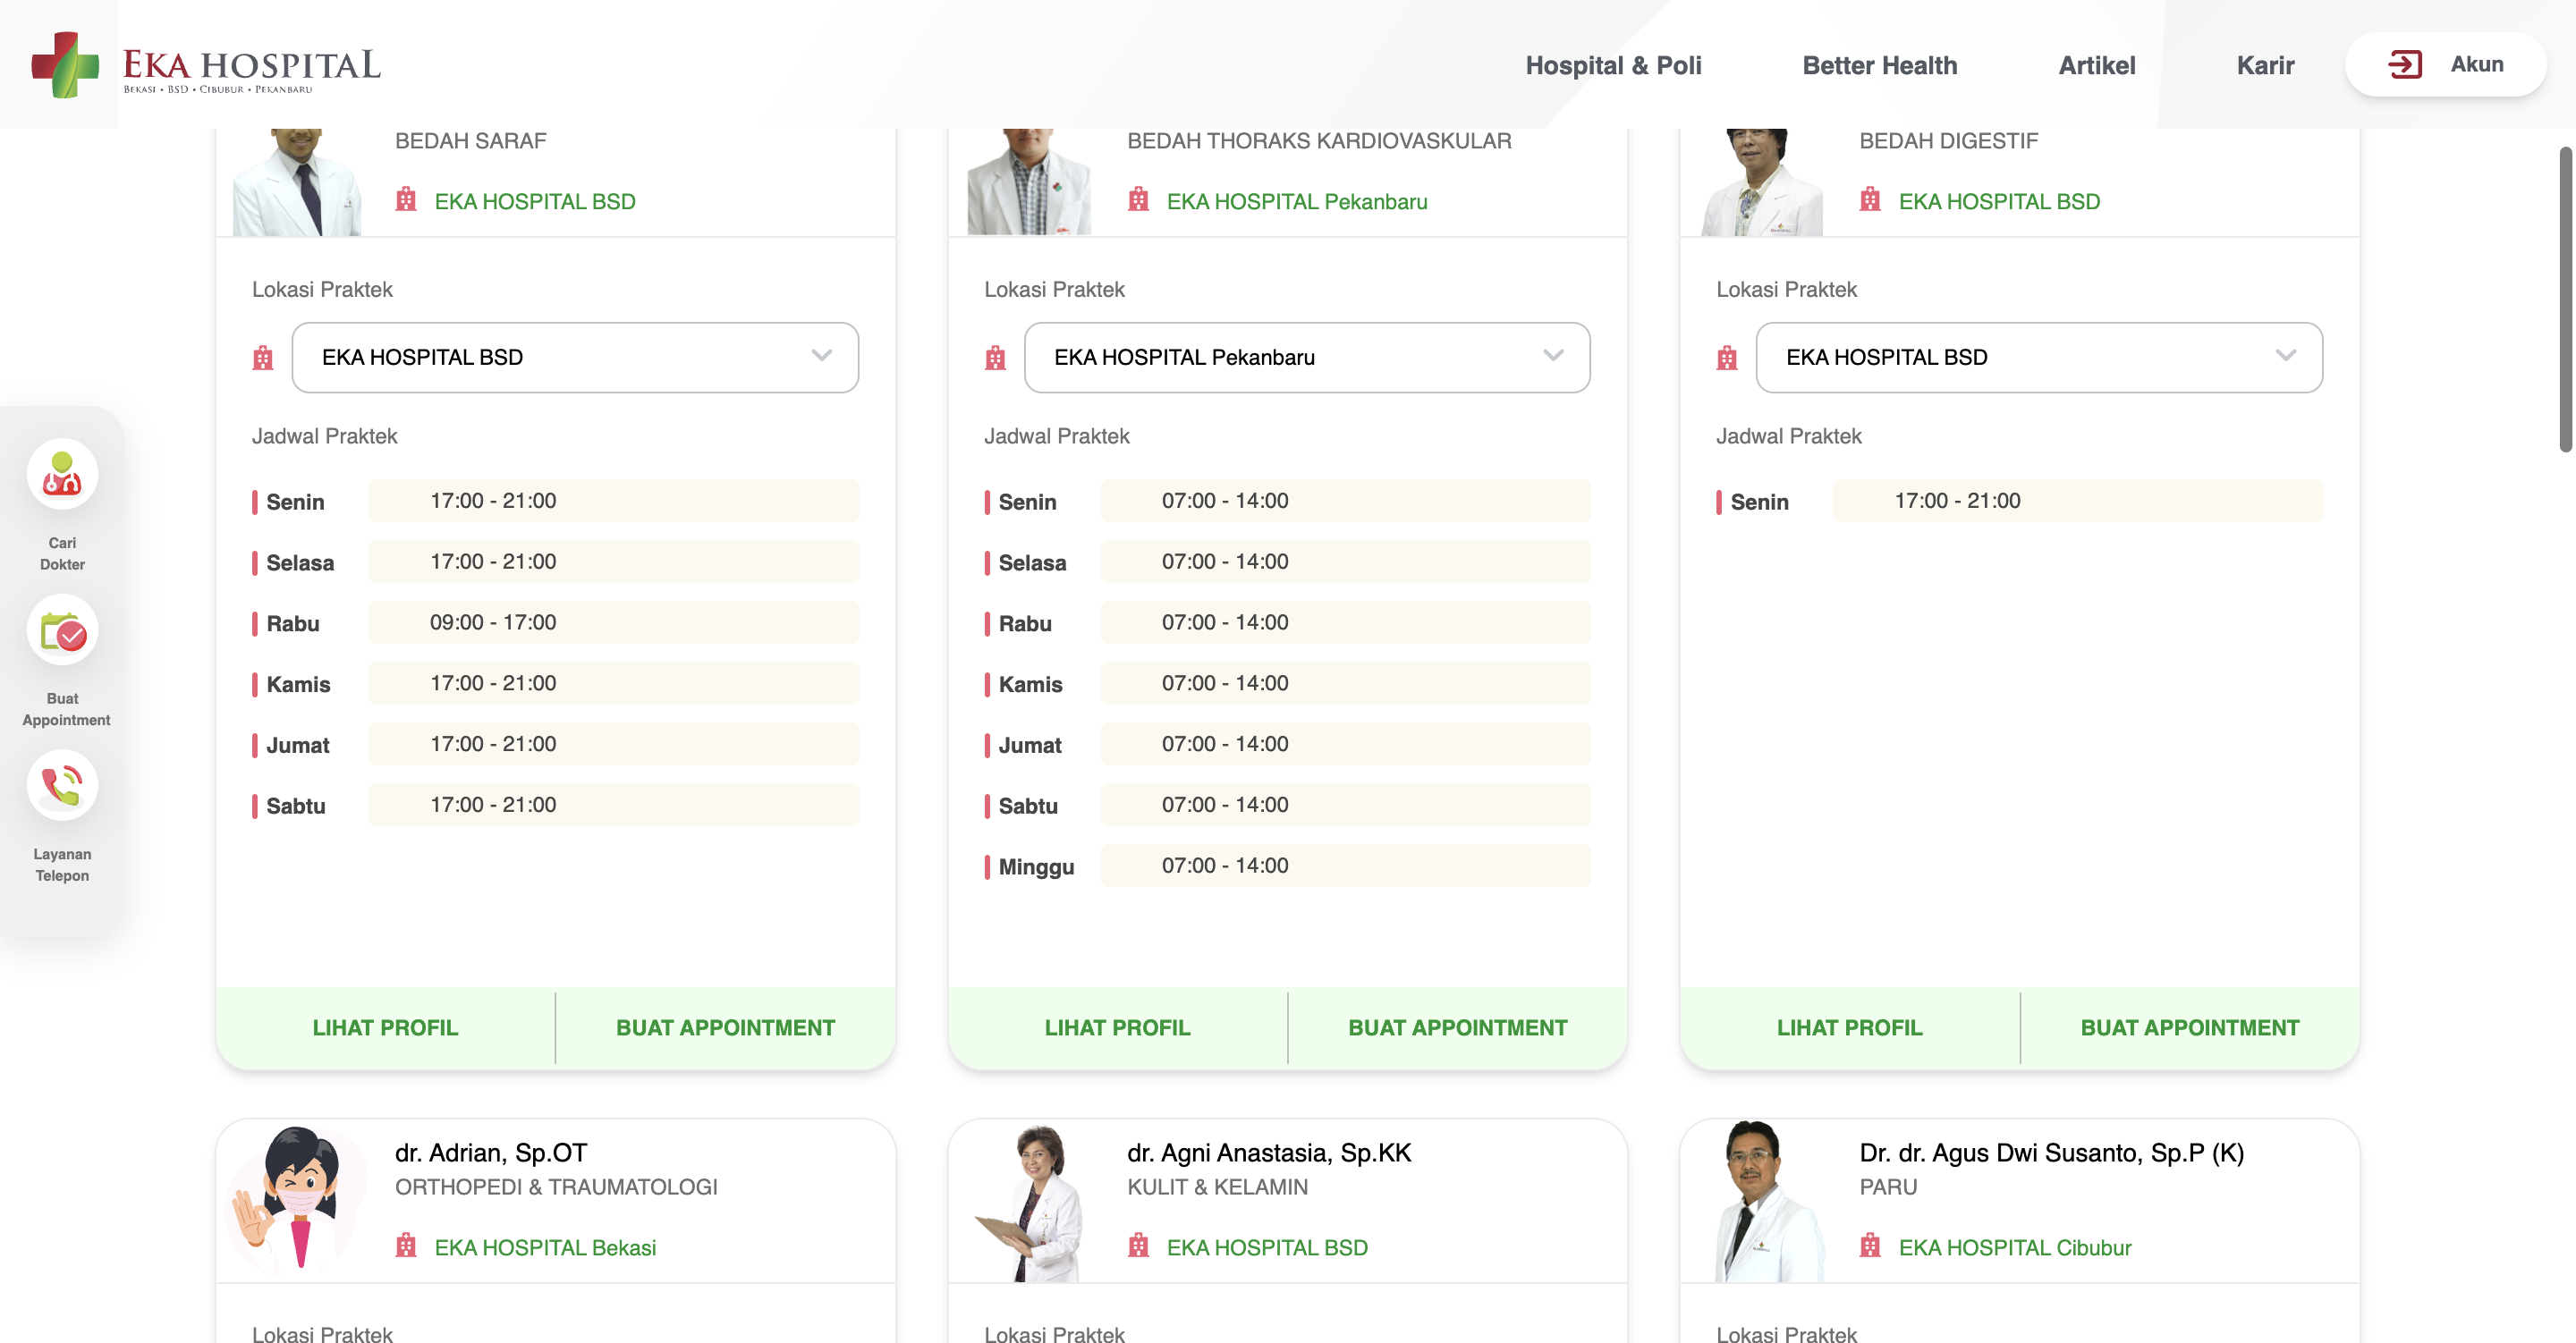 EKA HOSPITAL
BEKASI • BSD • CIBUBUR • PEKANBARU
Hospital & Poli
Better Health
Artikel
Karir
Akun
BEDAH SARAF
EKA HOSPITAL BSD
Lokasi Praktek
EKA HOSPITAL BSD
Jadwal Praktek
Senin 17:00 - 21:00
Selasa 17:00 - 21:00
Rabu 09:00 - 17:00
Kamis 17:00 - 21:00
Jumat 17:00 - 21:00
Sabtu 17:00 - 21:00
LIHAT PROFIL
BUAT APPOINTMENT
BEDAH THORAKS KARDIOVASKULAR
EKA HOSPITAL Pekanbaru
Lokasi Praktek
EKA HOSPITAL Pekanbaru
Jadwal Praktek
Senin 07:00 - 14:00
Selasa 07:00 - 14:00
Rabu 07:00 - 14:00
Kamis 07:00 - 14:00
Jumat 07:00 - 14:00
Sabtu 07:00 - 14:00
Minggu 07:00 - 14:00
LIHAT PROFIL
BUAT APPOINTMENT
BEDAH DIGESTIF
EKA HOSPITAL BSD
Lokasi Praktek
EKA HOSPITAL BSD
Jadwal Praktek
Senin 17:00 - 21:00
LIHAT PROFIL
BUAT APPOINTMENT
Cari
Dokter
Buat
Appointment
Layanan
Telepon
dr. Adrian, Sp.OT
ORTHOPEDI & TRAUMATOLOGI
EKA HOSPITAL Bekasi
Lokasi Praktek
dr. Agni Anastasia, Sp.KK
KULIT & KELAMIN
EKA HOSPITAL BSD
Lokasi Praktek
Dr. dr. Agus Dwi Susanto, Sp.P (K)
PARU
EKA HOSPITAL Cibubur
Lokasi Praktek